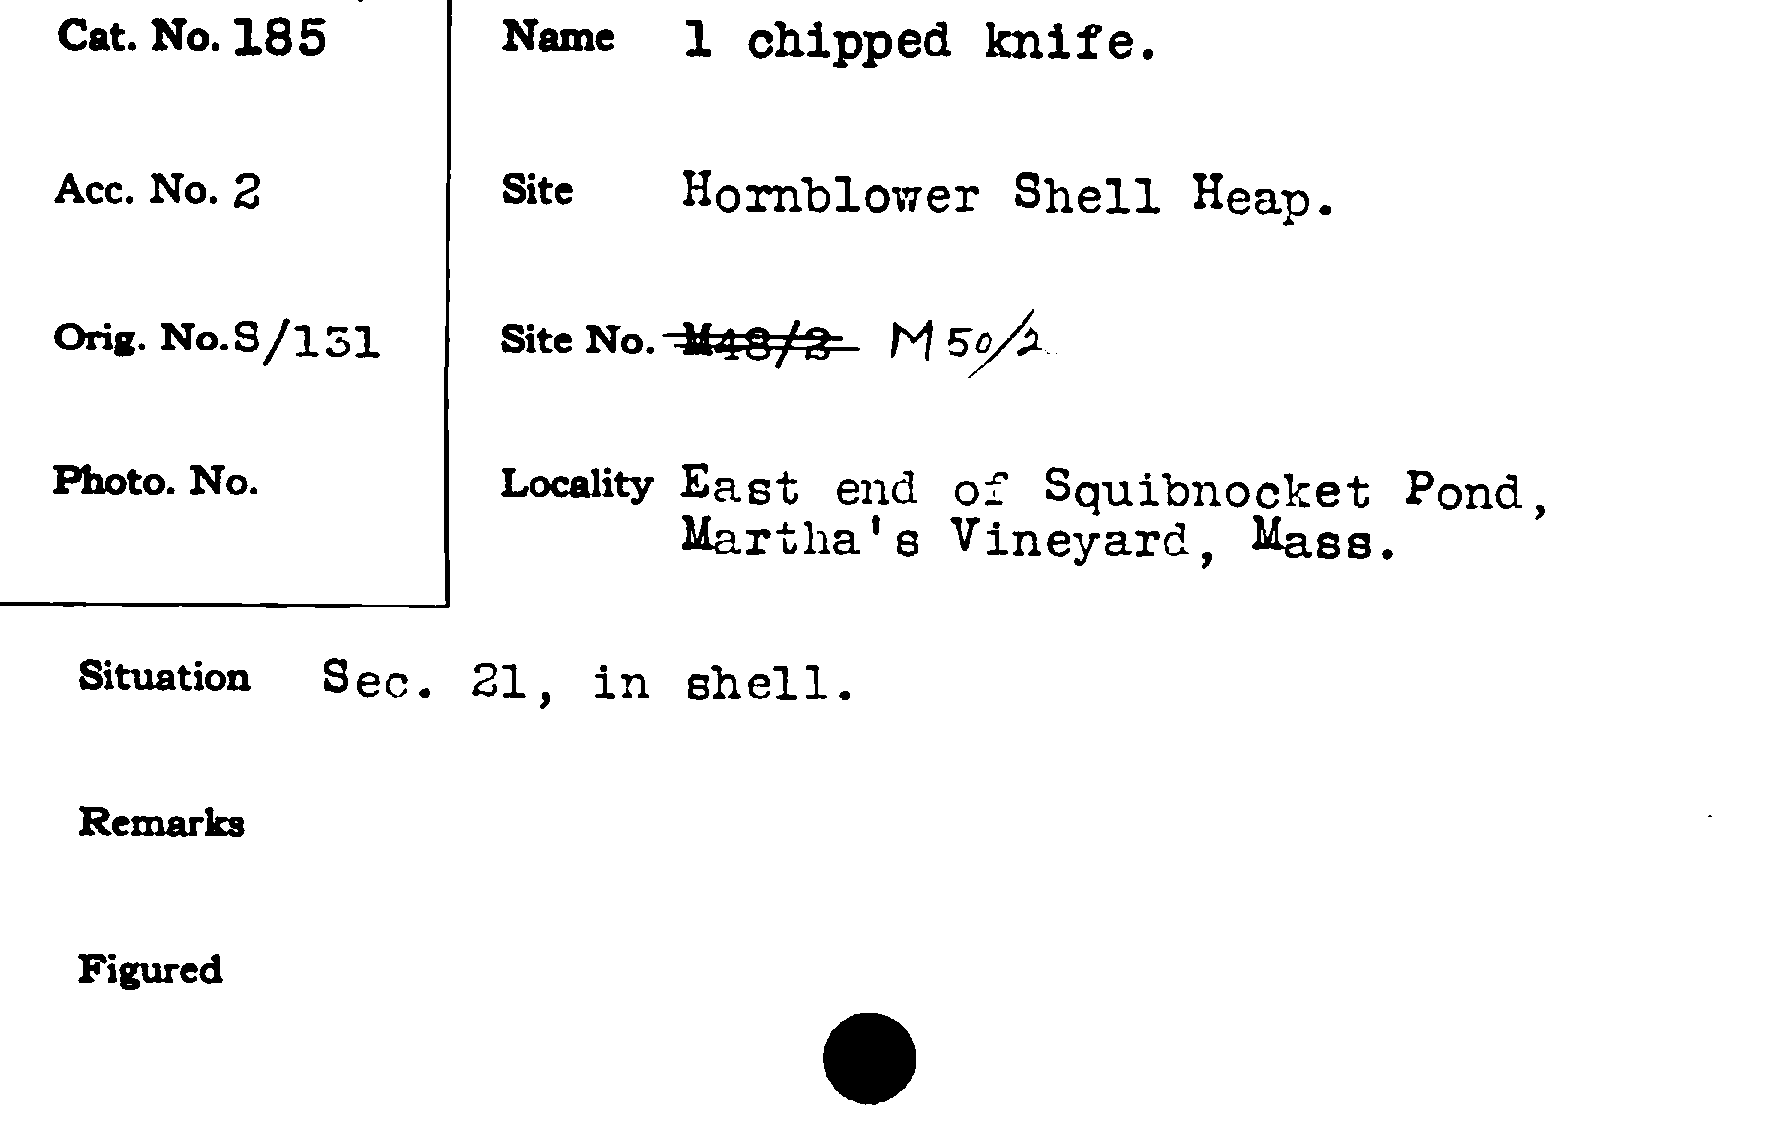 Cat. No. 185
Name 1 chipped knife.
Acc. No. 2
Site Hornblower Shell Heap.
Orig. No. S/131
Site No. M48/2 M50/2
Photo. No.
Locality East end of Squibnocket Pond,
Martha's Vineyard, Mass.
Situation Sec. 21, in shell.
Remarks
Figured